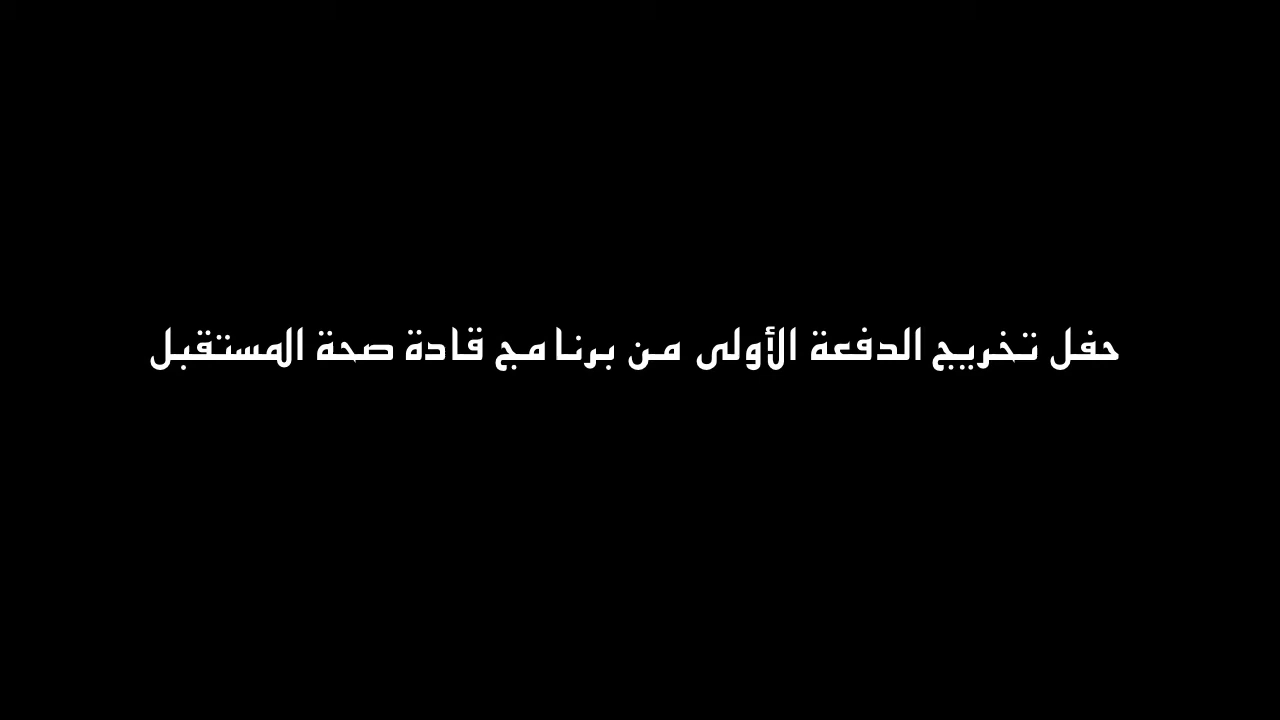 حفل تخريج الدفعة الأولى من برنامج قادة صحة المستقبل